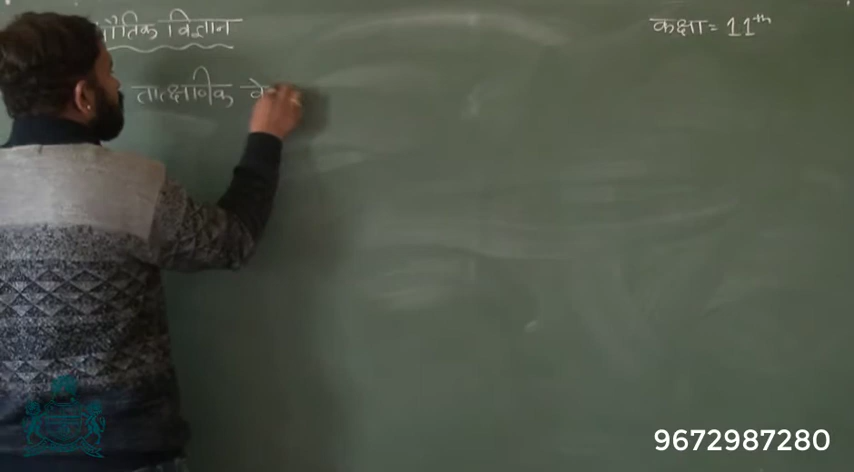 भौतिक विज्ञान
कक्षा = 11th
तात्क्षणिक वे
9672987280